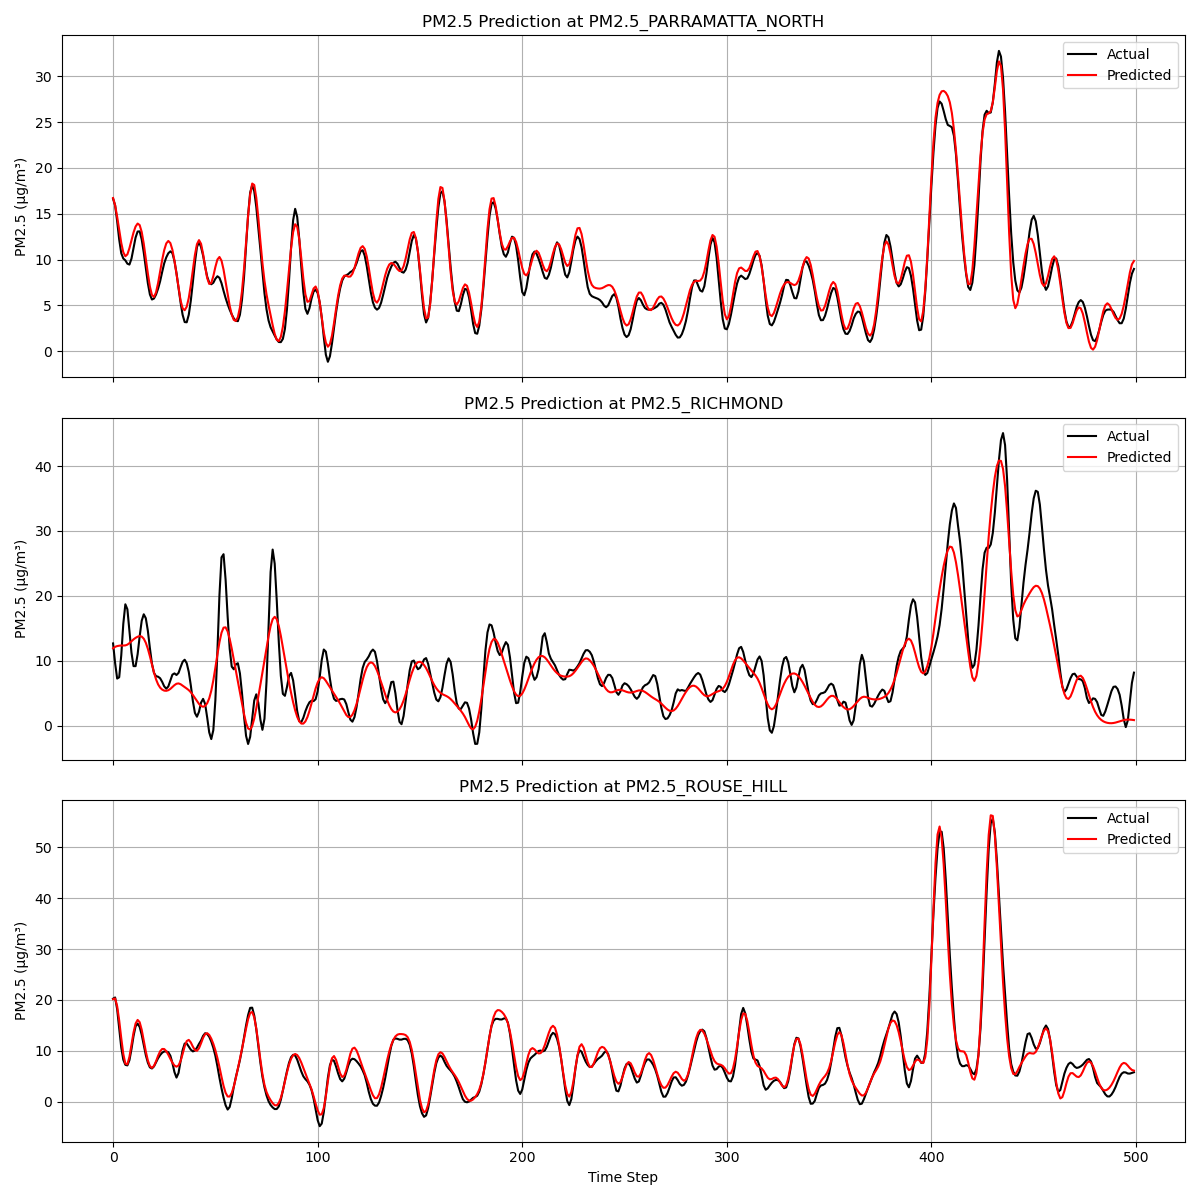 PM2.5 Prediction at PM2.5_PARRAMATTA_NORTH
PM2.5 (µg/m³)
30
25
20
15
10
5
0
Actual
Predicted
PM2.5 Prediction at PM2.5_RICHMOND
PM2.5 (µg/m³)
40
30
20
10
0
Actual
Predicted
PM2.5 Prediction at PM2.5_ROUSE_HILL
PM2.5 (µg/m³)
50
40
30
20
10
0
Actual
Predicted
0 100 200 300 400 500
Time Step